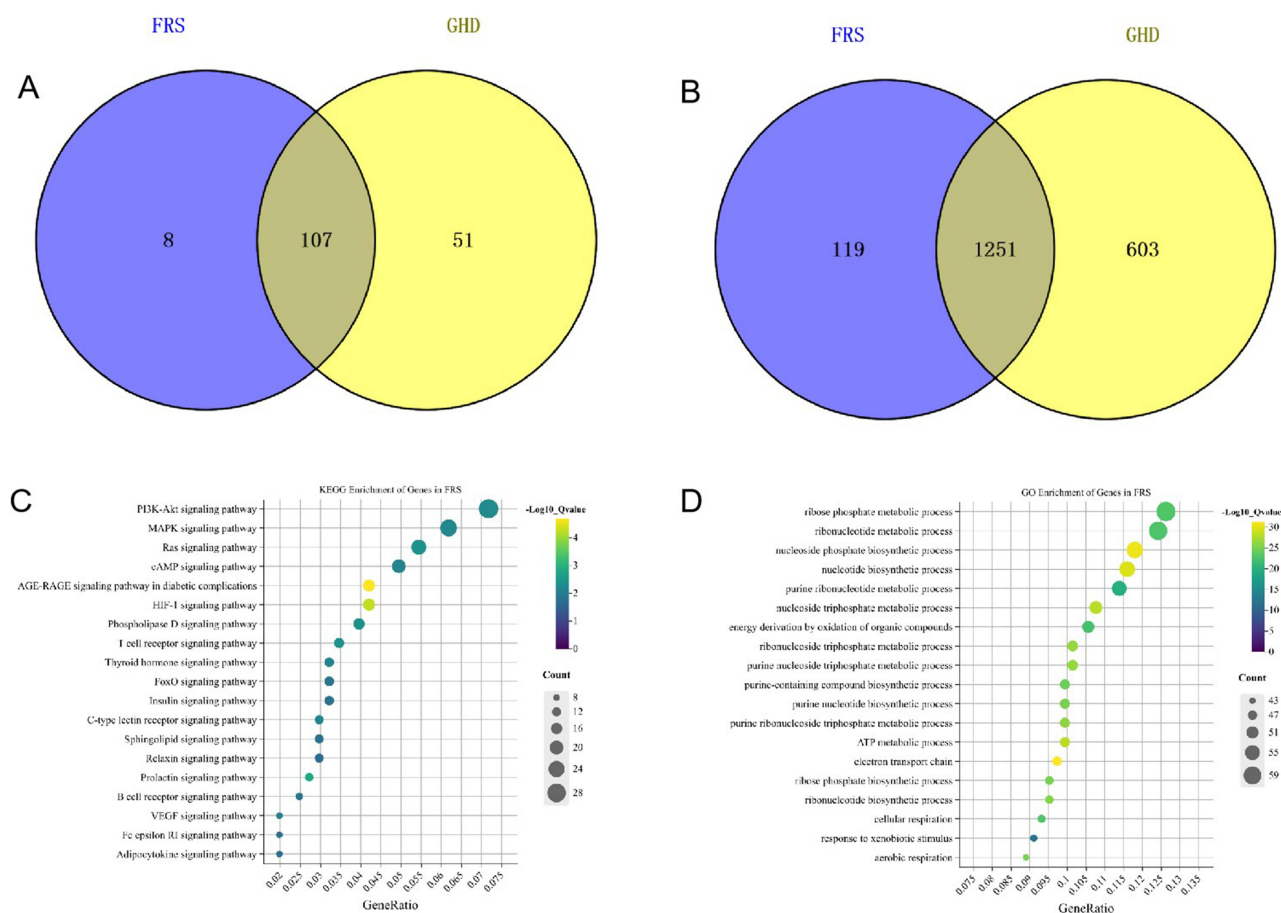 FRS GHD
A
8 107 51
FRS GHD
B
119 1251 603
C
KEGG Enrichment of Genes in FRS
PI3K-Akt signaling pathway
MAPK signaling pathway
Ras signaling pathway
cAMP signaling pathway
AGE-RAGE signaling pathway in diabetic complications
HIF-1 signaling pathway
Phospholipase D signaling pathway
T cell receptor signaling pathway
Thyroid hormone signaling pathway
FoxO signaling pathway
Insulin signaling pathway
C-type lectin receptor signaling pathway
Sphingolipid signaling pathway
Relaxin signaling pathway
Prolactin signaling pathway
B cell receptor signaling pathway
VEGF signaling pathway
Fc epsilon RI signaling pathway
Adipocytokine signaling pathway
0.02 0.025 0.03 0.035 0.04 0.045 0.05 0.055 0.06 0.065 0.07 0.075
GeneRatio
-Log10_Qvalue
4
3
2
1
0
Count
8
12
16
20
24
28
D
GO Enrichment of Genes in FRS
ribose phosphate metabolic process
ribonucleotide metabolic process
nucleoside phosphate biosynthetic process
nucleotide biosynthetic process
purine ribonucleotide metabolic process
nucleoside triphosphate metabolic process
energy derivation by oxidation of organic compounds
ribonucleoside triphosphate metabolic process
purine nucleoside triphosphate metabolic process
purine-containing compound biosynthetic process
purine nucleotide biosynthetic process
purine ribonucleoside triphosphate metabolic process
ATP metabolic process
electron transport chain
ribose phosphate biosynthetic process
ribonucleotide biosynthetic process
cellular respiration
response to xenobiotic stimulus
aerobic respiration
0.075 0.08 0.085 0.09 0.095 0.1 0.105 0.11 0.115 0.12 0.125 0.13 0.135
GeneRatio
-Log10_Qvalue
30
25
20
15
10
5
0
Count
43
47
51
55
59